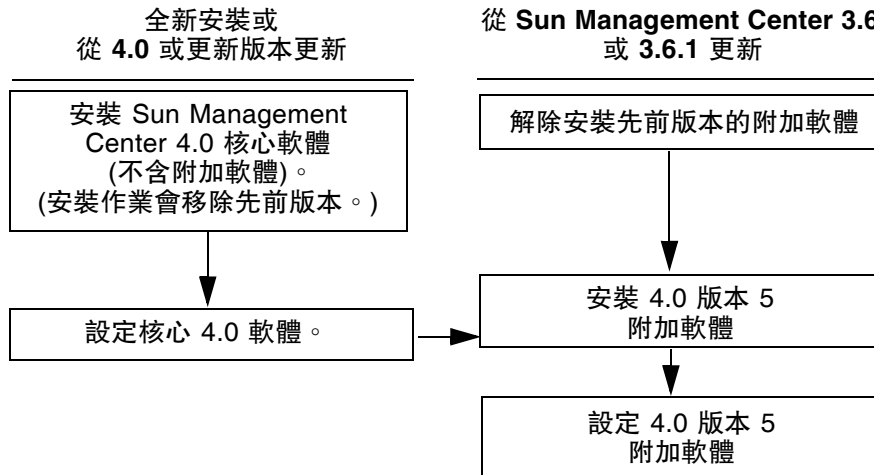 全新安裝或
從 4.0 或更新版本更新
安裝 Sun Management
Center 4.0 核心軟體
(不含附加軟體)。
(安裝作業會移除先前版本。)
設定核心 4.0 軟體。
從 Sun Management Center 3.6
或 3.6.1 更新
解除安裝先前版本的附加軟體
安裝 4.0 版本 5
附加軟體
設定 4.0 版本 5
附加軟體